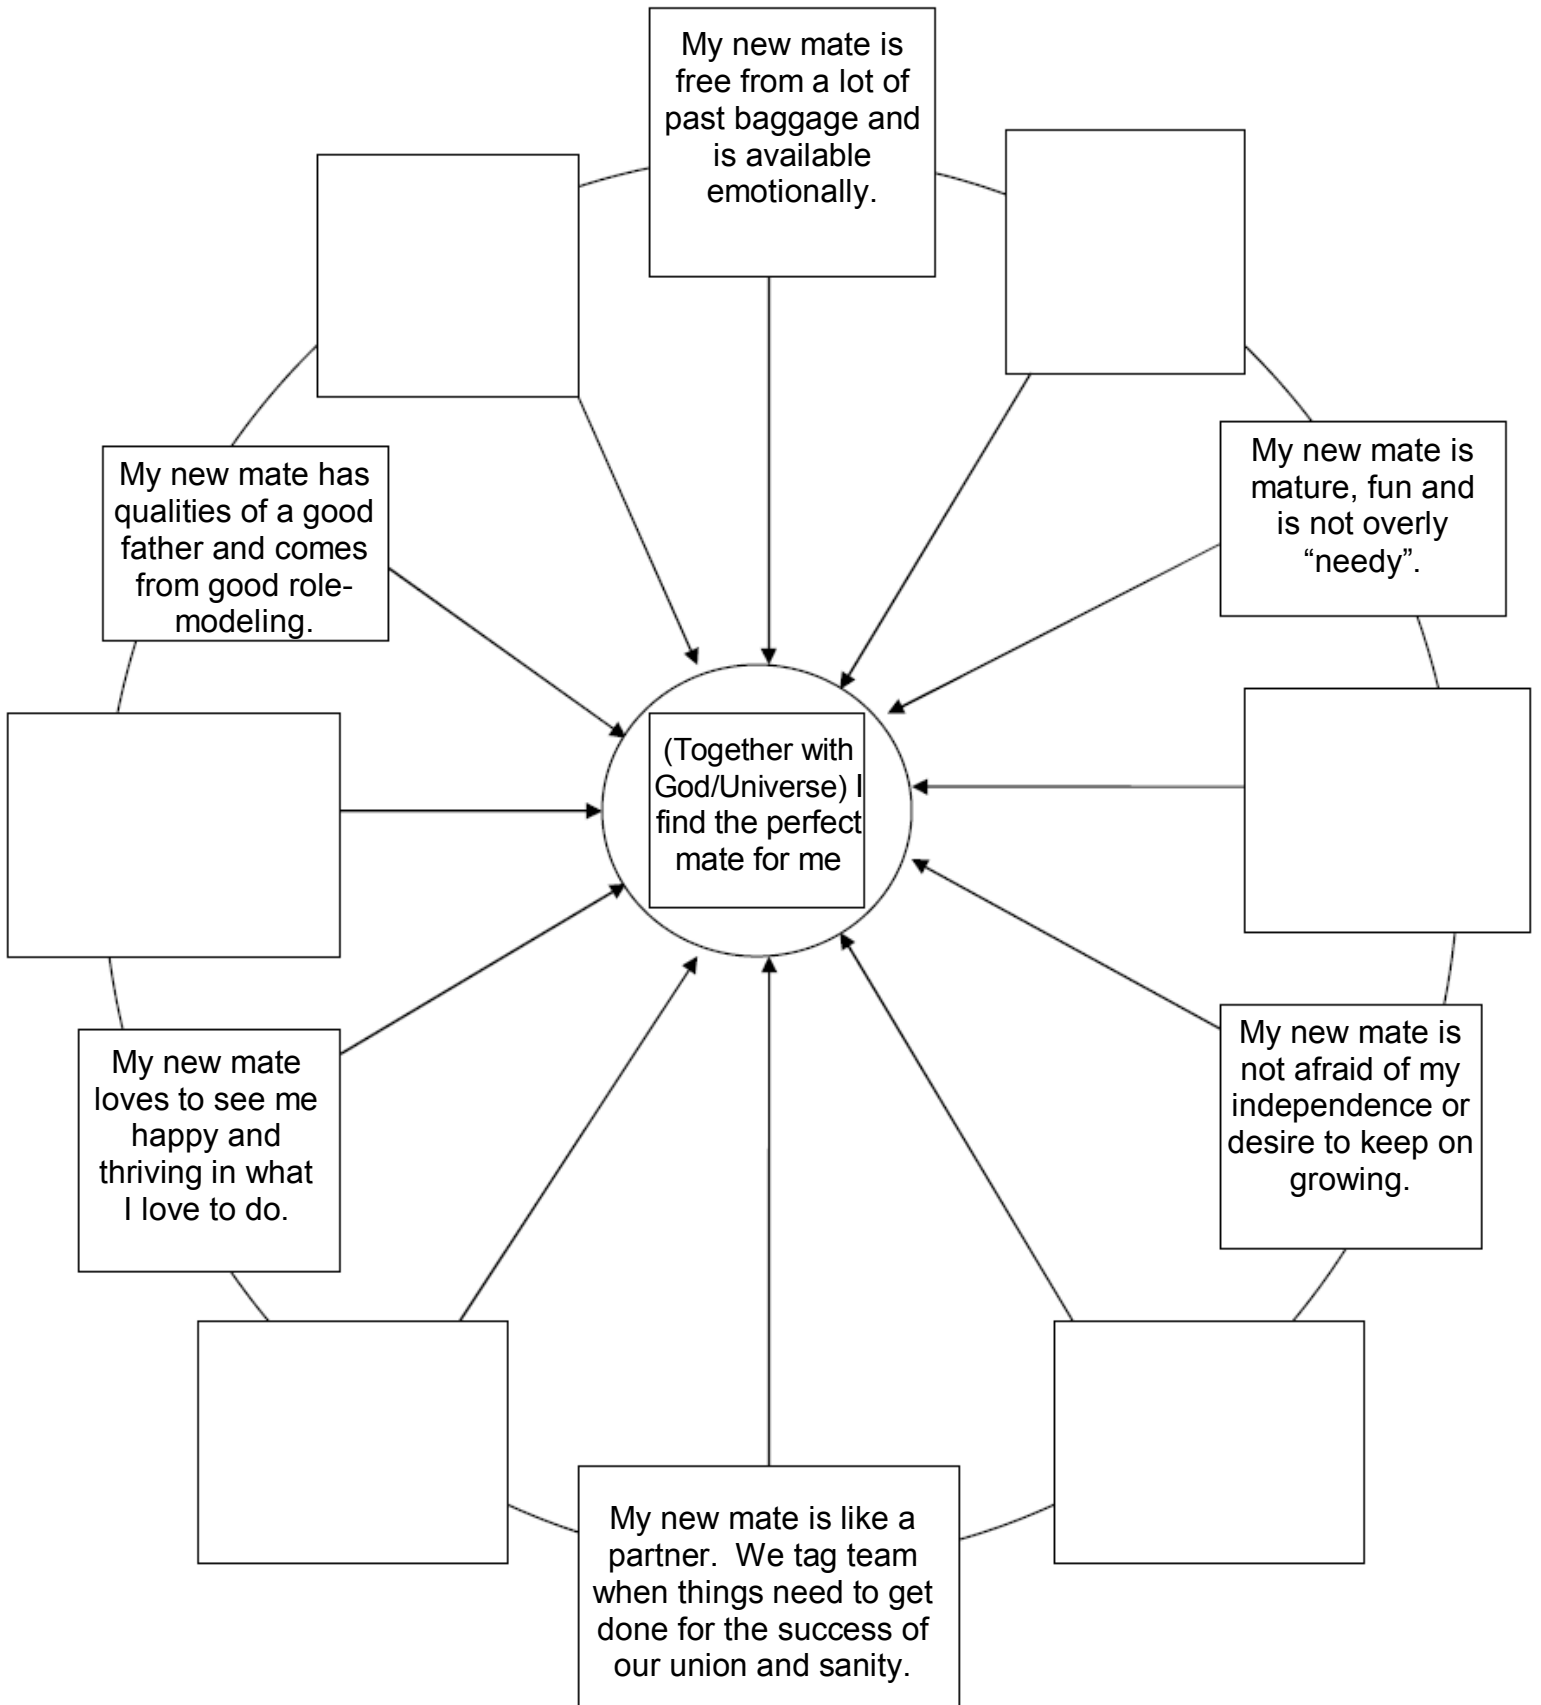 My new mate is
free from a lot of
past baggage and
is available
emotionally.
My new mate has
qualities of a good
father and comes
from good role-
modeling.
My new mate is
mature, fun and
is not overly
“needy”.
(Together with
God/Universe) I
find the perfect
mate for me
My new mate
loves to see me
happy and
thriving in what
I love to do.
My new mate is
not afraid of my
independence or
desire to keep on
growing.
My new mate is like a
partner.  We tag team
when things need to get
done for the success of
our union and sanity.